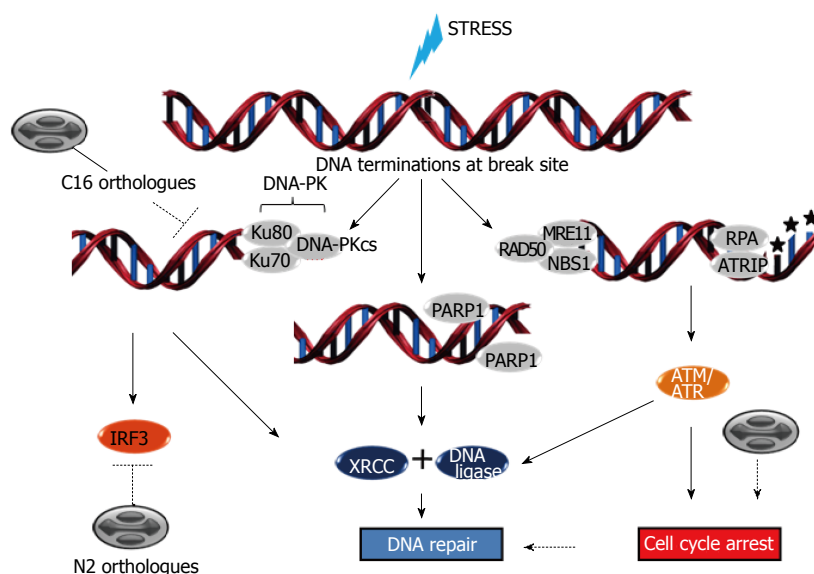 STRESS
DNA terminations at break site
C16 orthologues
DNA-PK
Ku80
DNA-PKcs
Ku70
MRE11
RAD50
NBS1
RPA
ATRIP
PARP1
PARP1
ATM/
ATR
IRF3
XRCC
+
DNA
ligase
N2 orthologues
DNA repair
Cell cycle arrest